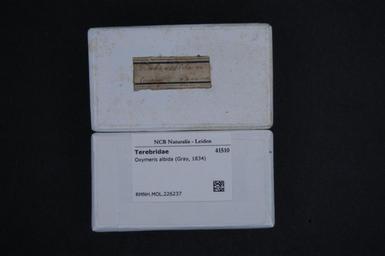 NCB Naturalis - Leiden
Terebridae 41510
Oxymeris albida (Gray, 1834)
RMNH.MOL.226237